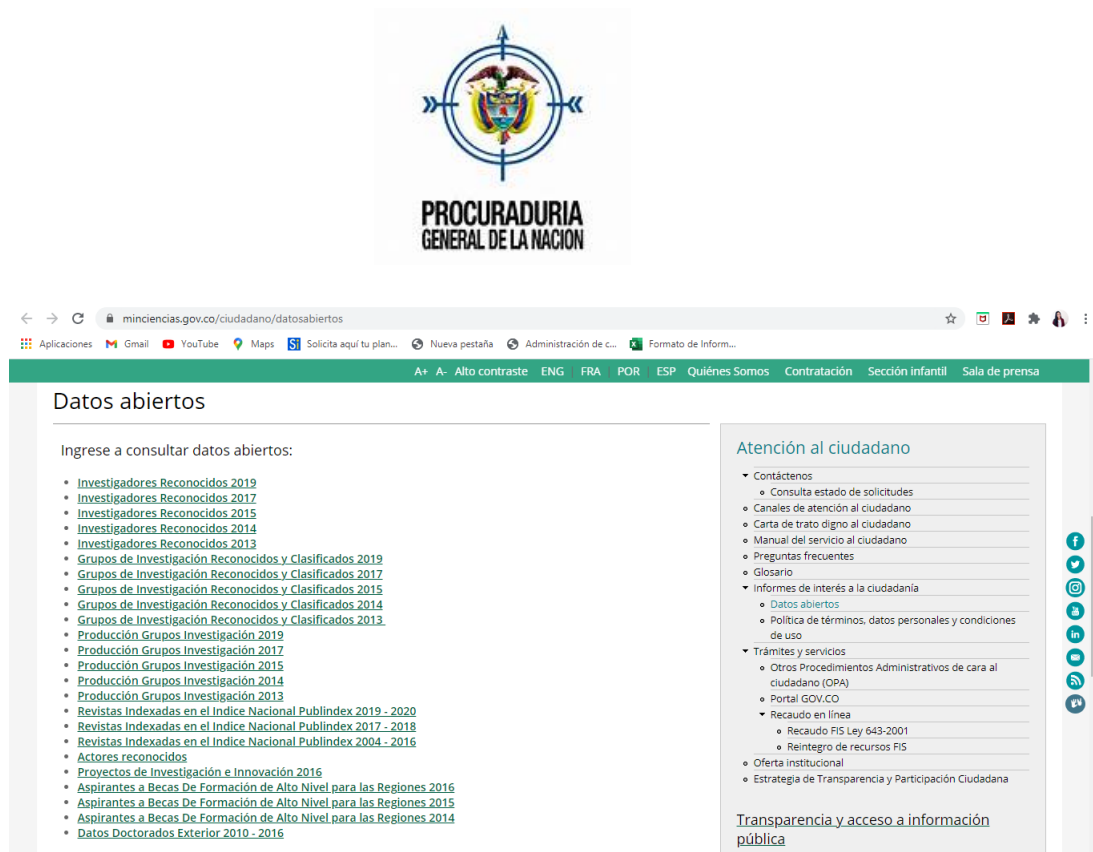 PROCURADURIA
GENERAL DE LA NACION
minciencias.gov.co/ciudadano/datosabiertos
Aplicaciones Gmail YouTube Maps Solicita aquí tu plan... Nueva pestaña Administración de c... Formato de Inform...
A+ A- Alto contraste ENG | FRA | POR | ESP Quiénes Somos Contratación Sección infantil Sala de prensa
Datos abiertos
Ingrese a consultar datos abiertos:
Investigadores Reconocidos 2019
Investigadores Reconocidos 2017
Investigadores Reconocidos 2015
Investigadores Reconocidos 2014
Investigadores Reconocidos 2013
Grupos de Investigación Reconocidos y Clasificados 2019
Grupos de Investigación Reconocidos y Clasificados 2017
Grupos de Investigación Reconocidos y Clasificados 2015
Grupos de Investigación Reconocidos y Clasificados 2014
Grupos de Investigación Reconocidos y Clasificados 2013
Producción Grupos Investigación 2019
Producción Grupos Investigación 2017
Producción Grupos Investigación 2015
Producción Grupos Investigación 2014
Producción Grupos Investigación 2013
Revistas Indexadas en el Indice Nacional Publindex 2019 - 2020
Revistas Indexadas en el Indice Nacional Publindex 2017 - 2018
Revistas Indexadas en el Indice Nacional Publindex 2004 - 2016
Actores reconocidos
Proyectos de Investigación e Innovación 2016
Aspirantes a Becas De Formación de Alto Nivel para las Regiones 2016
Aspirantes a Becas De Formación de Alto Nivel para las Regiones 2015
Aspirantes a Becas De Formación de Alto Nivel para las Regiones 2014
Datos Doctorados Exterior 2010 - 2016
Atención al ciudadano
Contáctenos
Consulta estado de solicitudes
Canales de atención al ciudadano
Carta de trato digno al ciudadano
Manual del servicio al ciudadano
Preguntas frecuentes
Glosario
Informes de interés a la ciudadanía
Datos abiertos
Política de términos, datos personales y condiciones
de uso
Trámites y servicios
Otros Procedimientos Administrativos de cara al
ciudadano (OPA)
Portal GOV.CO
Recaudo en línea
Recaudo FIS Ley 643-2001
Reintegro de recursos FIS
Oferta institucional
Estrategia de Transparencia y Participación Ciudadana
Transparencia y acceso a información
pública